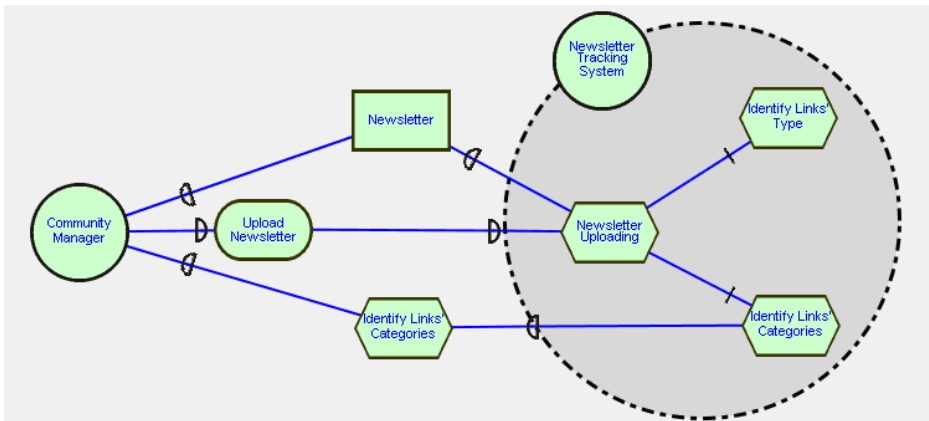 Newsletter
Tracking
System
Newsletter
Identify Links'
Type
Community
Manager
Upload
Newsletter
Newsletter
Uploading
Identify Links'
Categories
Identify Links'
Categories